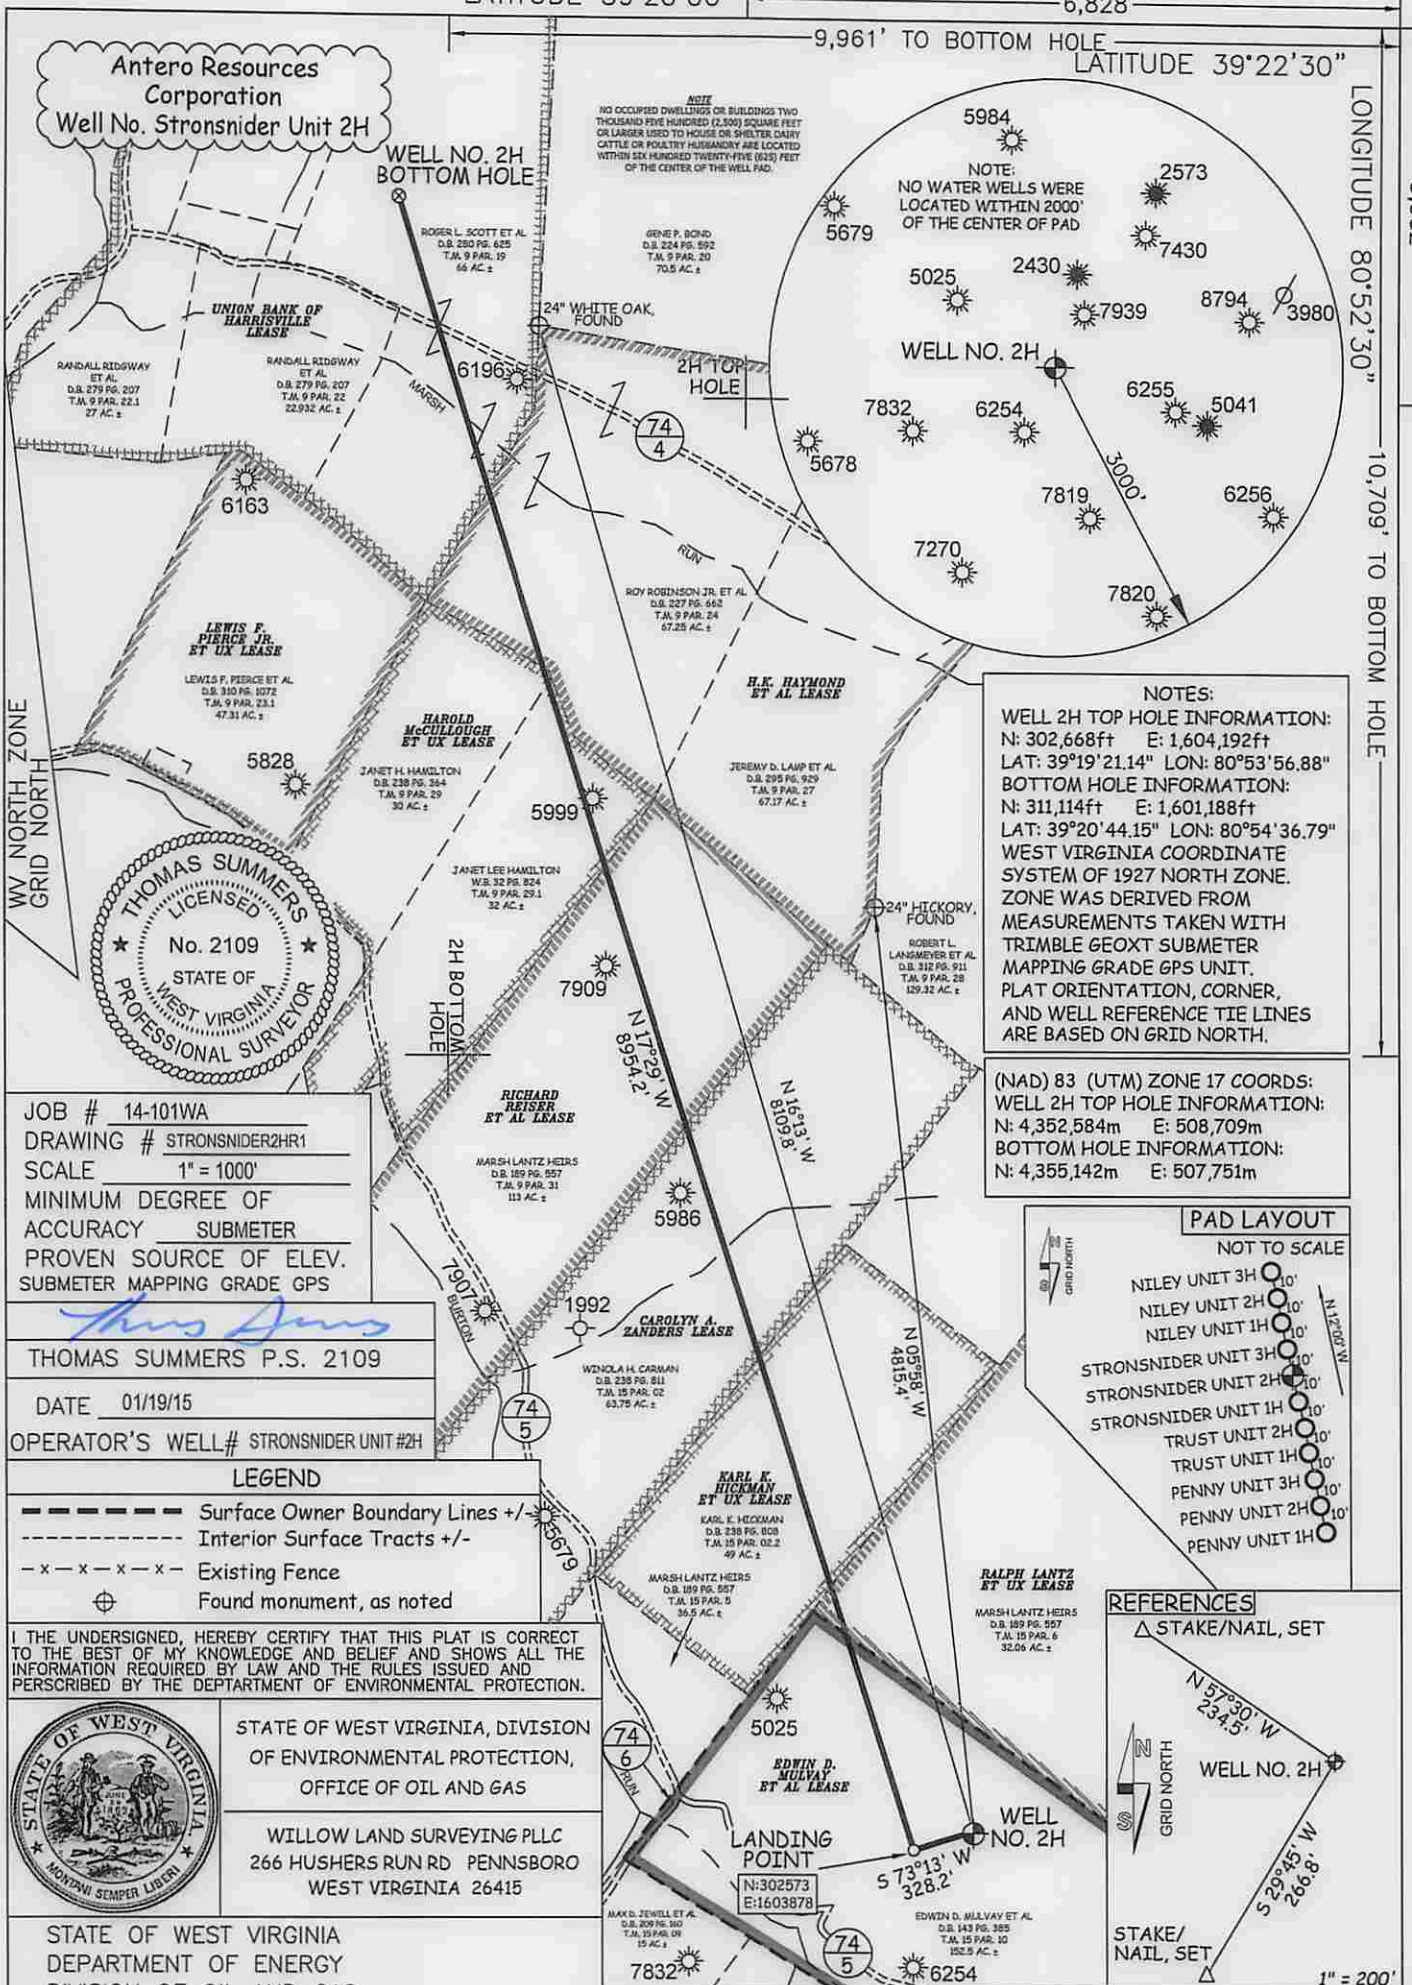 6,828
9,961' TO BOTTOM HOLE
LATITUDE 39°22'30"
LONGITUDE 80°52'30"
10,709' TO BOTTOM HOLE
Antero Resources
Corporation
Well No. Stronsnider Unit 2H
WELL NO. 2H
BOTTOM HOLE
NOTE
NO OCCUPIED DWELLINGS OR BUILDINGS TWO
THOUSAND FIVE HUNDRED (2,500) SQUARE FEET
OR LARGER USED TO HOUSE OR SHELTER DAIRY
CATTLE OR POULTRY HUSBANDRY ARE LOCATED
WITHIN SIX HUNDRED TWENTY-FIVE (625) FEET
OF THE CENTER OF THE WELL PAD.
ROGER L. SCOTT ET AL
D.B. 280 PG. 625
T.M. 9 PAR. 19
66 AC. ±
GENE P. BOND
D.B. 224 PG. 592
T.M. 9 PAR. 20
70.5 AC. ±
5984
NOTE:
NO WATER WELLS WERE
LOCATED WITHIN 2000'
OF THE CENTER OF PAD
2573
5679
7430
2430
5025
7939
8794
3980
WELL NO. 2H
6255
5041
7832
6254
5678
3000'
7819
6256
7270
7820
UNION BANK OF
HARRISVILLE
LEASE
24" WHITE OAK,
FOUND
RANDALL RIDGWAY
ET AL
D.B. 279 PG. 207
T.M. 9 PAR. 22.1
27 AC. ±
RANDALL RIDGWAY
ET AL
D.B. 279 PG. 207
T.M. 9 PAR. 22
22.932 AC. ±
MARSH
6196
2H TOP
HOLE
74
4
6163
RUN
ROY ROBINSON JR. ET AL
D.B. 227 PG. 662
T.M. 9 PAR. 24
67.25 AC. ±
LEWIS F.
PIERCE JR.
ET UX LEASE
LEWIS F. PIERCE ET AL
D.B. 310 PG. 1072
T.M. 9 PAR. 23.1
47.31 AC. ±
H.K. HAYMOND
ET AL LEASE
HAROLD
McCULLOUGH
ET UX LEASE
JANET H. HAMILTON
D.B. 238 PG. 364
T.M. 9 PAR. 29
30 AC. ±
5828
JEREMY D. LAMP ET AL
D.B. 295 PG. 929
T.M. 9 PAR. 27
67.17 AC. ±
5999
WV NORTH ZONE
GRID NORTH
NOTES:
WELL 2H TOP HOLE INFORMATION:
N: 302,668ft E: 1,604,192ft
LAT: 39°19'21.14" LON: 80°53'56.88"
BOTTOM HOLE INFORMATION:
N: 311,114ft E: 1,601,188ft
LAT: 39°20'44.15" LON: 80°54'36.79"
WEST VIRGINIA COORDINATE
SYSTEM OF 1927 NORTH ZONE.
ZONE WAS DERIVED FROM
MEASUREMENTS TAKEN WITH
TRIMBLE GEOXT SUBMETER
MAPPING GRADE GPS UNIT.
PLAT ORIENTATION, CORNER,
AND WELL REFERENCE TIE LINES
ARE BASED ON GRID NORTH.
THOMAS SUMMERS
LICENSED
No. 2109
STATE OF
WEST VIRGINIA
PROFESSIONAL SURVEYOR
JANET LEE HAMILTON
W.B. 32 PG. 824
T.M. 9 PAR. 29.1
32 AC. ±
24" HICKORY,
FOUND
ROBERT L.
LANGMEYER ET AL
D.B. 312 PG. 911
T.M. 9 PAR. 28
129.32 AC. ±
2H BOTTOM
HOLE
7909
N 17°29' W
8954.2'
N 16°13' W
8109.8'
(NAD) 83 (UTM) ZONE 17 COORDS:
WELL 2H TOP HOLE INFORMATION:
N: 4,352,584m E: 508,709m
BOTTOM HOLE INFORMATION:
N: 4,355,142m E: 507,751m
RICHARD
REISER
ET AL LEASE
MARSH LANTZ HEIRS
D.B. 189 PG. 557
T.M. 9 PAR. 31
113 AC. ±
5986
JOB # 14-101WA
DRAWING # STRONSNIDER2HR1
SCALE 1" = 1000'
MINIMUM DEGREE OF
ACCURACY SUBMETER
PROVEN SOURCE OF ELEV.
SUBMETER MAPPING GRADE GPS
THOMAS SUMMERS P.S. 2109
DATE 01/19/15
OPERATOR'S WELL# STRONSNIDER UNIT #2H
7907
BURTON
1992
CAROLYN A.
ZANDERS LEASE
WINOLA H. CARMAN
D.B. 238 PG. 811
T.M. 15 PAR. 02
63.75 AC. ±
N 05°58' W
4815.4'
74
5
PAD LAYOUT
NOT TO SCALE
N
S
GRID NORTH
NILEY UNIT 3H 10'
NILEY UNIT 2H 10'
NILEY UNIT 1H 10'
STRONSNIDER UNIT 3H 10'
STRONSNIDER UNIT 2H 10'
STRONSNIDER UNIT 1H 10'
TRUST UNIT 2H 10'
TRUST UNIT 1H 10'
PENNY UNIT 3H 10'
PENNY UNIT 2H 10'
PENNY UNIT 1H
N 12°00' W
LEGEND
Surface Owner Boundary Lines +/-
Interior Surface Tracts +/-
-x-x-x-x- Existing Fence
Found monument, as noted
5679
KARL K.
HICKMAN
ET UX LEASE
KARL K. HICKMAN
D.B. 238 PG. 808
T.M. 15 PAR. 02.2
49 AC. ±
MARSH LANTZ HEIRS
D.B. 189 PG. 557
T.M. 15 PAR. 5
36.5 AC. ±
RALPH LANTZ
ET UX LEASE
MARSH LANTZ HEIRS
D.B. 189 PG. 557
T.M. 15 PAR. 6
32.06 AC. ±
I THE UNDERSIGNED, HEREBY CERTIFY THAT THIS PLAT IS CORRECT
TO THE BEST OF MY KNOWLEDGE AND BELIEF AND SHOWS ALL THE
INFORMATION REQUIRED BY LAW AND THE RULES ISSUED AND
PERSCRIBED BY THE DEPTARTMENT OF ENVIRONMENTAL PROTECTION.
STATE OF WEST VIRGINIA
MONTANI SEMPER LIBERI
STATE OF WEST VIRGINIA, DIVISION
OF ENVIRONMENTAL PROTECTION,
OFFICE OF OIL AND GAS
WILLOW LAND SURVEYING PLLC
266 HUSHERS RUN RD PENNSBORO
WEST VIRGINIA 26415
STATE OF WEST VIRGINIA
DEPARTMENT OF ENERGY
5025
74
6
RUN
EDWIN D.
MULVAY
ET AL LEASE
LANDING
POINT
N:302573
E:1603878
WELL
NO. 2H
S 73°13' W
328.2'
MAX D. JEWELL ET AL
D.B. 209 PG. 160
T.M. 15 PAR. 09
15 AC. ±
7832
74
5
EDWIN D. MULVAY ET AL
D.B. 143 PG. 385
T.M. 15 PAR. 10
152.5 AC. ±
6254
REFERENCES
STAKE/NAIL, SET
N 57°30' W
234.5'
WELL NO. 2H
N
S
GRID NORTH
S 29°45' W
266.8'
STAKE/
NAIL, SET
1" = 200'